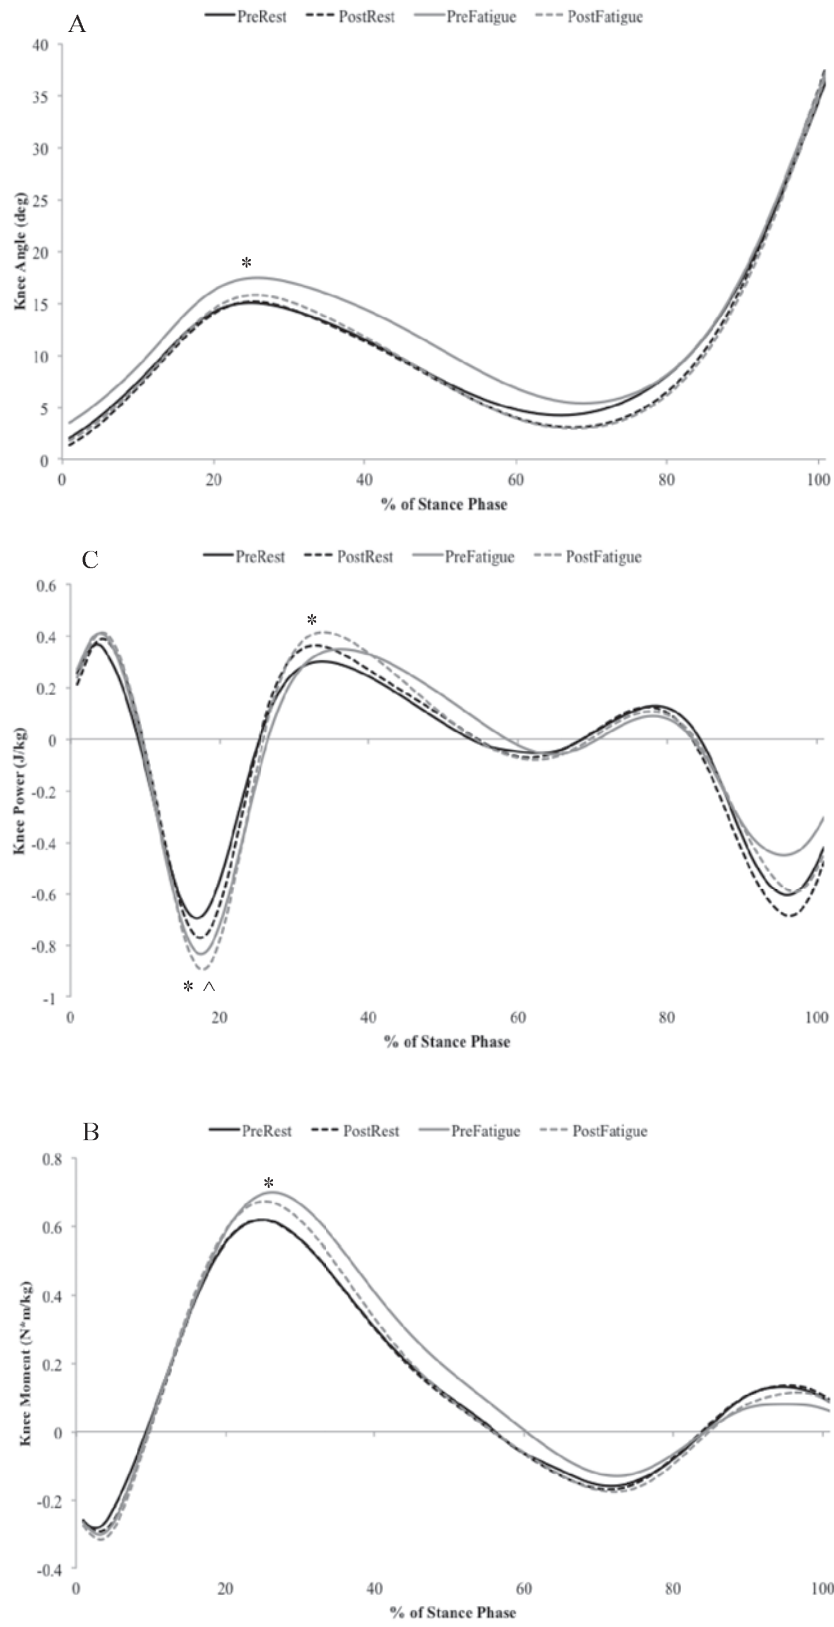 A
PreRest PostRest PreFatigue PostFatigue
40
35
30
25
20
15
10
5
0
Knee Angle (deg)
*
0 20 40 60 80 100
% of Stance Phase
C
PreRest PostRest PreFatigue PostFatigue
0.6
0.4
0.2
0
-0.2
-0.4
-0.6
-0.8
-1
Knee Power (J/kg)
*
* ^
0 20 40 60 80 100
% of Stance Phase
B
PreRest PostRest PreFatigue PostFatigue
0.8
0.6
0.4
0.2
0
-0.2
-0.4
Knee Moment (N*m/kg)
*
0 20 40 60 80 100
% of Stance Phase